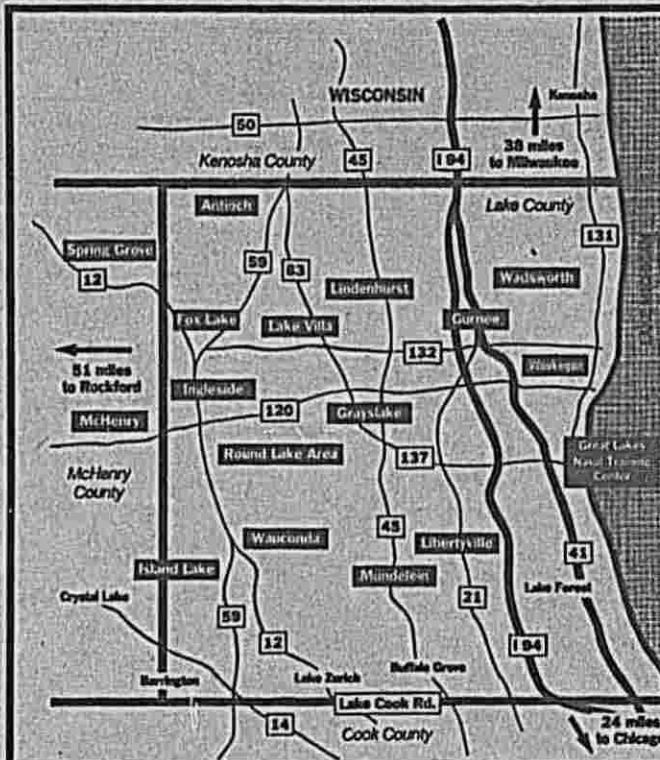 WISCONSIN
Kenosha
50
38 miles
to Milwaukee
Kenosha County
45
I 94
Antioch
Lake County
131
Spring Grove
12
59
83
Wadsworth
Lindenhurst
Fox Lake
Lake Villa
Gurnee
132
51 miles
to Rockford
Waukegan
Ingleside
120
Grayslake
McHenry
Round Lake Area
137
Great Lakes
Naval Training
Center
McHenry
County
45
Wauconda
Libertyville
41
Island Lake
Mundelein
Crystal Lake
59
21
Lake Forest
12
I 94
Buffalo Grove
Barrington
Lake Zurich
Lake Cook Rd.
14
Cook County
24 miles
to Chicago